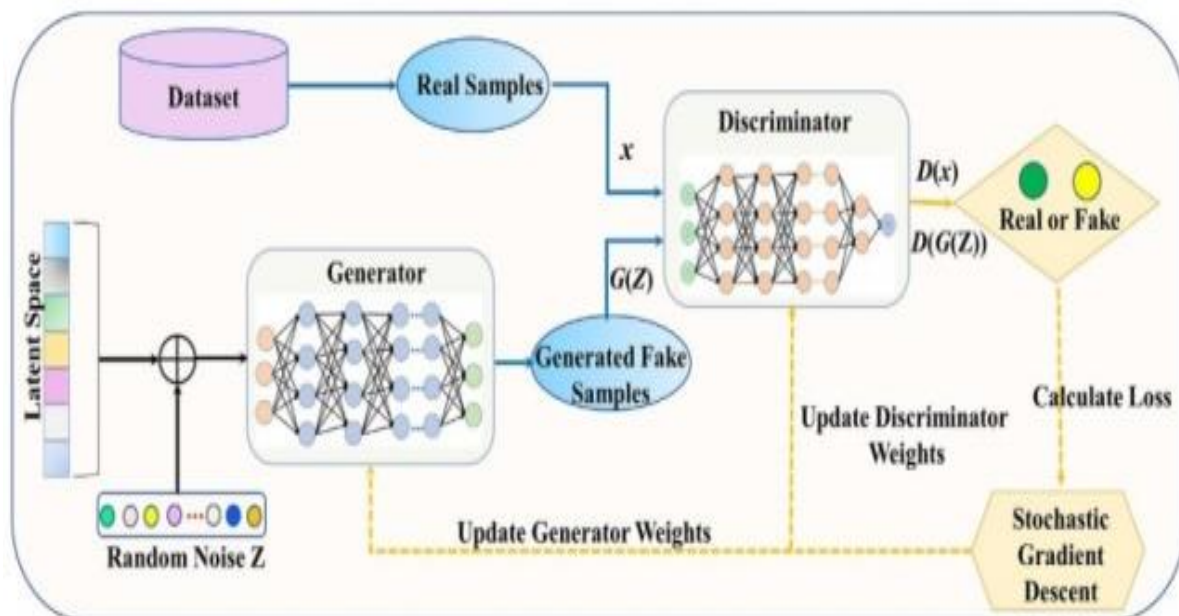 Dataset
Real Samples
Discriminator
x
D(x)
Real or Fake
D(G(Z))
Latent Space
Generator
G(Z)
Generated Fake
Samples
Calculate Loss
Update Discriminator
Weights
Update Generator Weights
Random Noise Z
Stochastic
Gradient
Descent